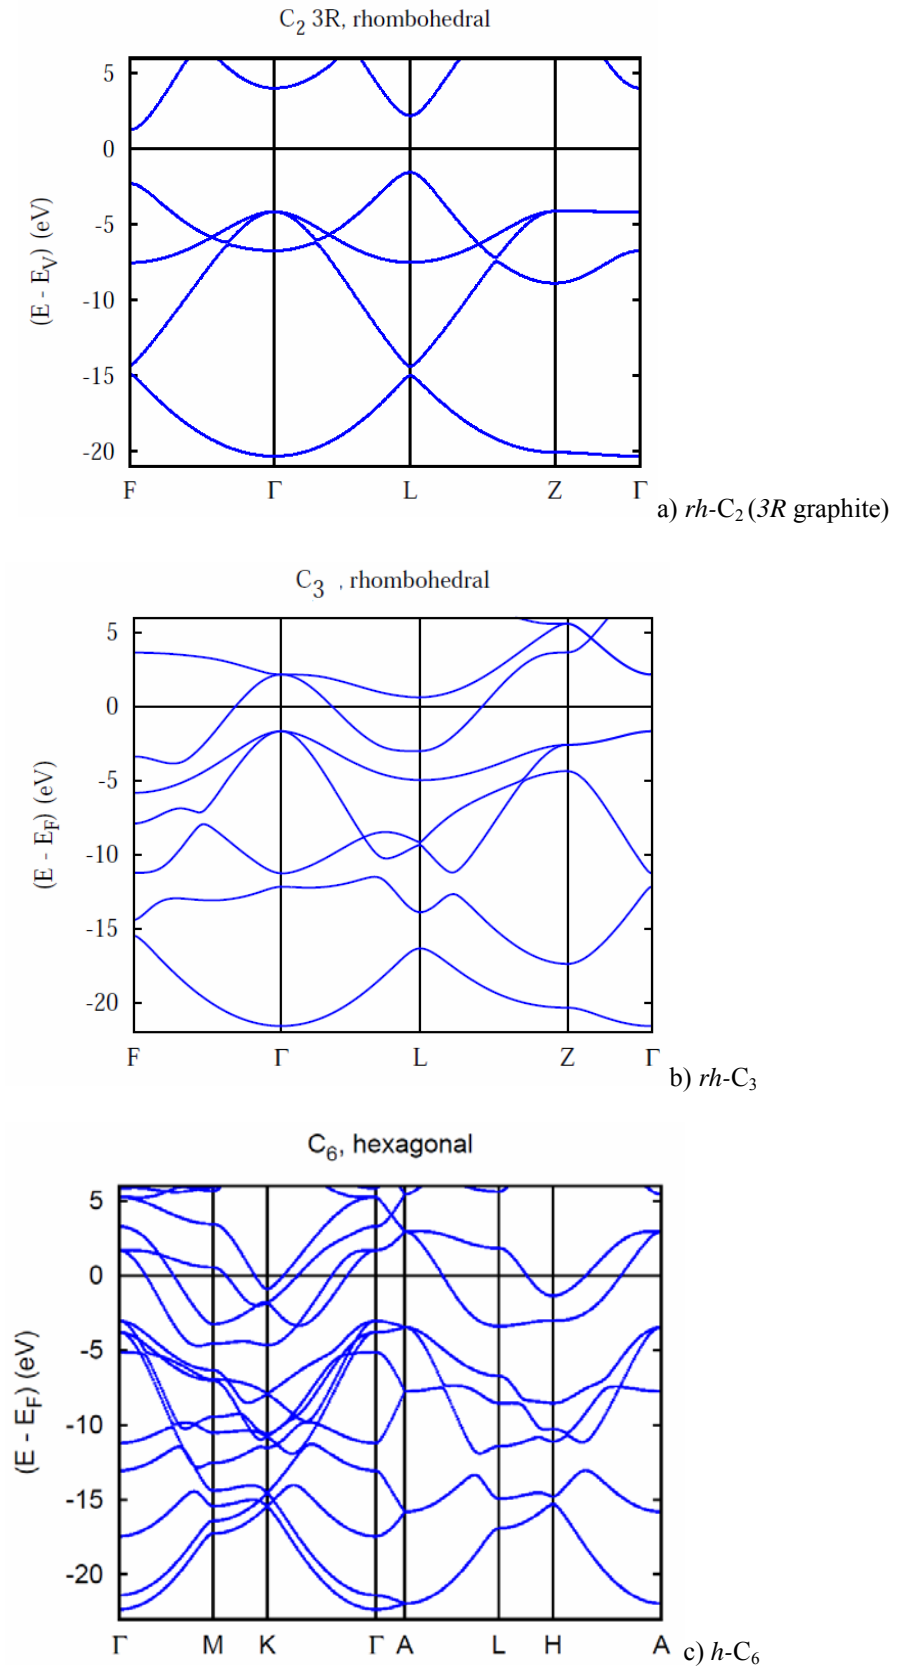 C2 3R, rhombohedral
5
0
-5
-10
-15
-20
(E - EV) (eV)
F Γ L Z Γ
a) rh-C2 (3R graphite)
C3 , rhombohedral
5
0
-5
-10
-15
-20
(E - EF) (eV)
F Γ L Z Γ
b) rh-C3
C6, hexagonal
5
0
-5
-10
-15
-20
(E - EF) (eV)
Γ M K Γ A L H A
c) h-C6